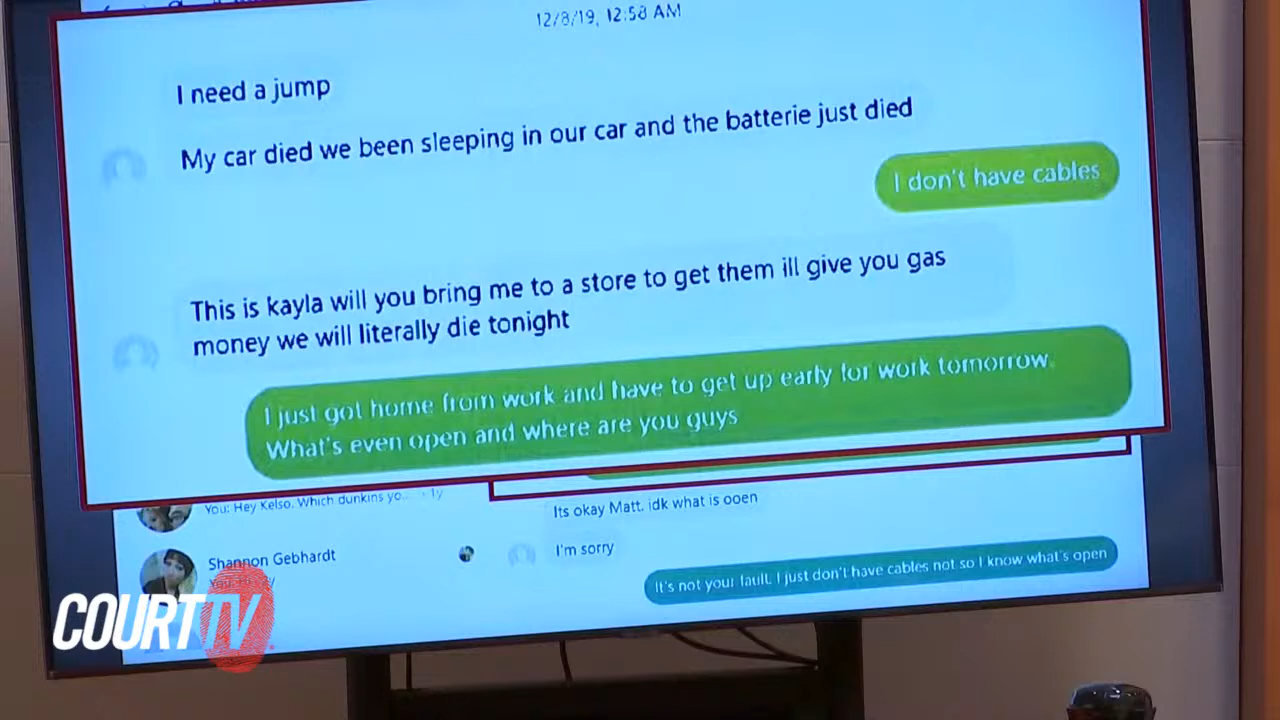 12/8/19, 12:58 AM
I need a jump
My car died we been sleeping in our car and the batterie just died
I don't have cables
This is kayla will you bring me to a store to get them ill give you gas
money we will literally die tonight
I just got home from work and have to get up early for work tomorrow.
What's even open and where are you guys
You: Hey Kelso. Which dunkins yo... · 1y
Its okay Matt. idk what is ooen
Shannon Gebhardt
I'm sorry
It's not your fault. I just don't have cables not so I know what's open
COURT TV